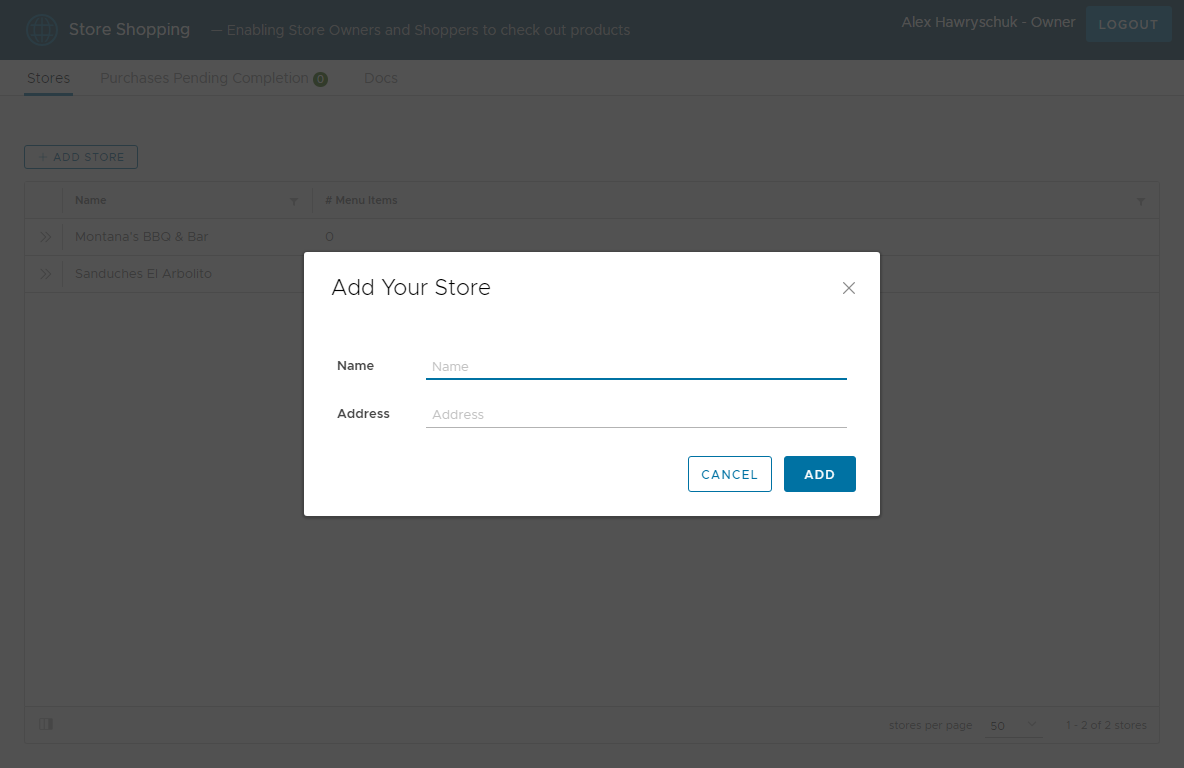 Store Shopping — Enabling Store Owners and Shoppers to check out products Alex Hawryschuk - Owner LOGOUT
Stores Purchases Pending Completion 0 Docs
+ ADD STORE
Name # Menu Items
Montana's BBQ & Bar 0
Sanduches El Arbolito
Add Your Store
Name Name
Address Address
CANCEL ADD
stores per page 50 1 - 2 of 2 stores